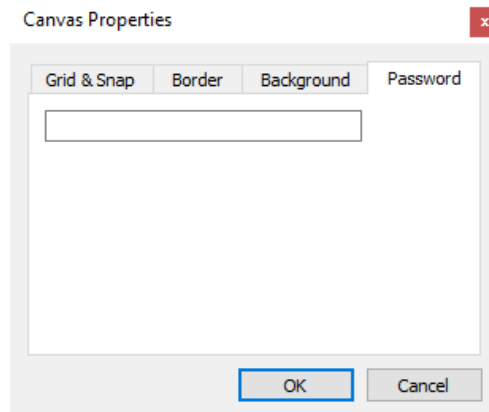 Canvas Properties
x
Grid & Snap Border Background Password
OK Cancel